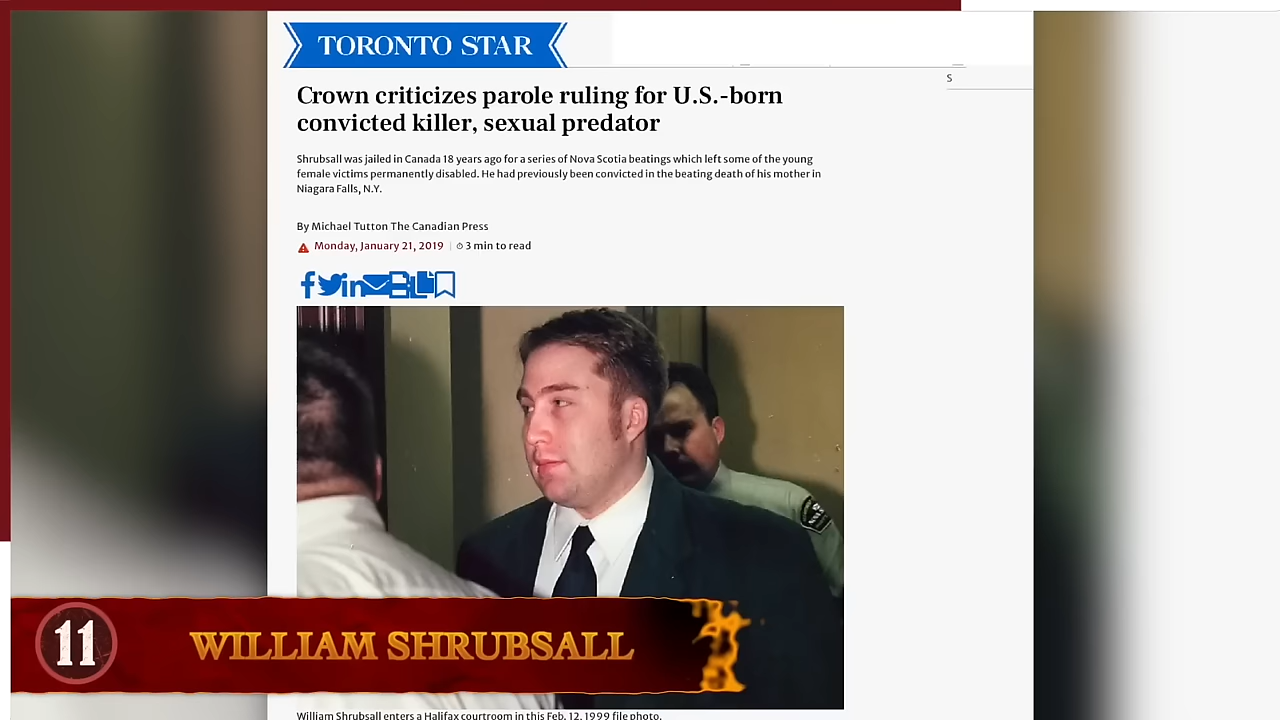 TORONTO STAR
S
Crown criticizes parole ruling for U.S.-born
convicted killer, sexual predator
Shrubsall was jailed in Canada 18 years ago for a series of Nova Scotia beatings which left some of the young
female victims permanently disabled. He had previously been convicted in the beating death of his mother in
Niagara Falls, N.Y.
By Michael Tutton The Canadian Press
Monday, January 21, 2019
3 min to read
11
WILLIAM SHRUBSALL
William Shrubsall enters a Halifax courtroom in this Feb. 12, 1999 file photo.